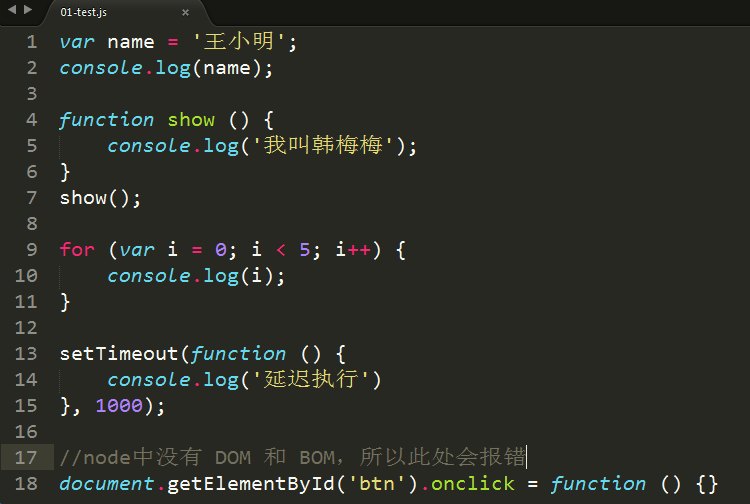 01-test.js ×
1 var name = '王小明';
2 console.log(name);
3
4 function show () {
5     console.log('我叫韩梅梅');
6 }
7 show();
8
9 for (var i = 0; i < 5; i++) {
10     console.log(i);
11 }
12
13 setTimeout(function () {
14     console.log('延迟执行')
15 }, 1000);
16
17 //node中没有 DOM 和 BOM，所以此处会报错
18 document.getElementById('btn').onclick = function () {}